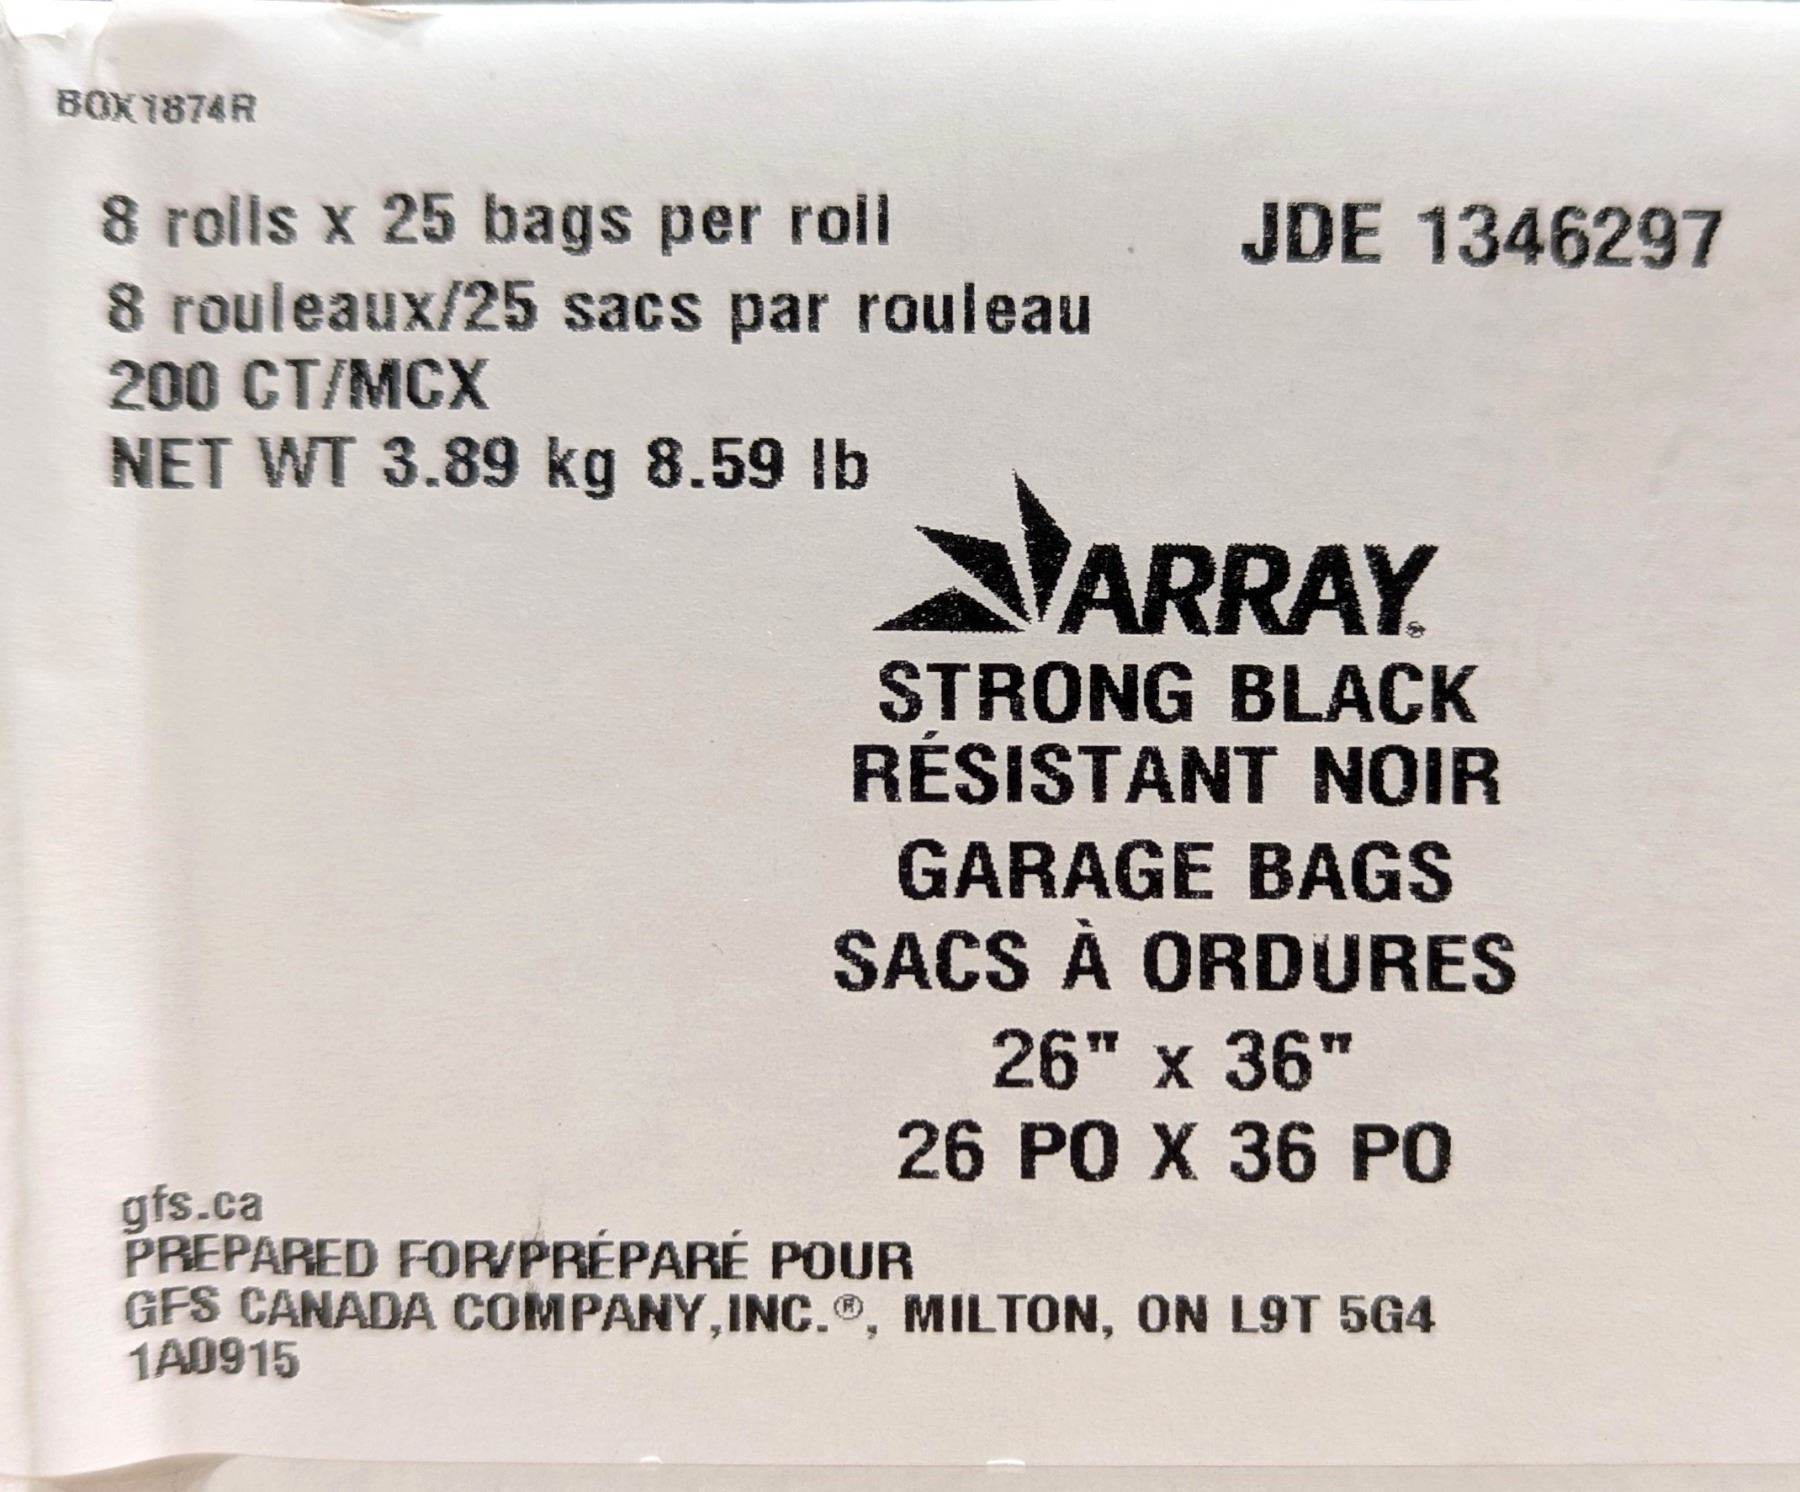 BOX1874R
8 rolls x 25 bags per roll
JDE 1346297
8 rouleaux/25 sacs par rouleau
200 CT/MCX
NET WT 3.89 kg 8.59 lb
ARRAY®
STRONG BLACK
RÉSISTANT NOIR
GARAGE BAGS
SACS À ORDURES
26" x 36"
26 PO X 36 PO
gfs.ca
PREPARED FOR/PRÉPARÉ POUR
GFS CANADA COMPANY,INC.®, MILTON, ON L9T 5G4
1A0915